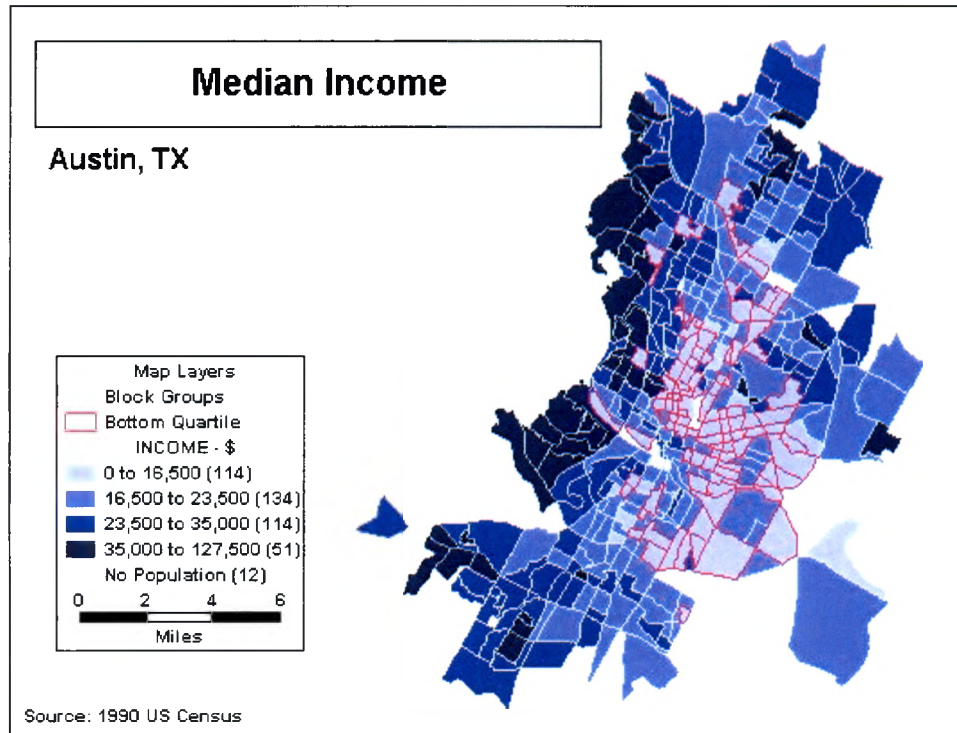 Median Income
Austin, TX
Map Layers
Block Groups
Bottom Quartile
INCOME - $
0 to 16,500 (114)
16,500 to 23,500 (134)
23,500 to 35,000 (114)
35,000 to 127,500 (51)
No Population (12)
0 2 4 6
Miles
Source: 1990 US Census